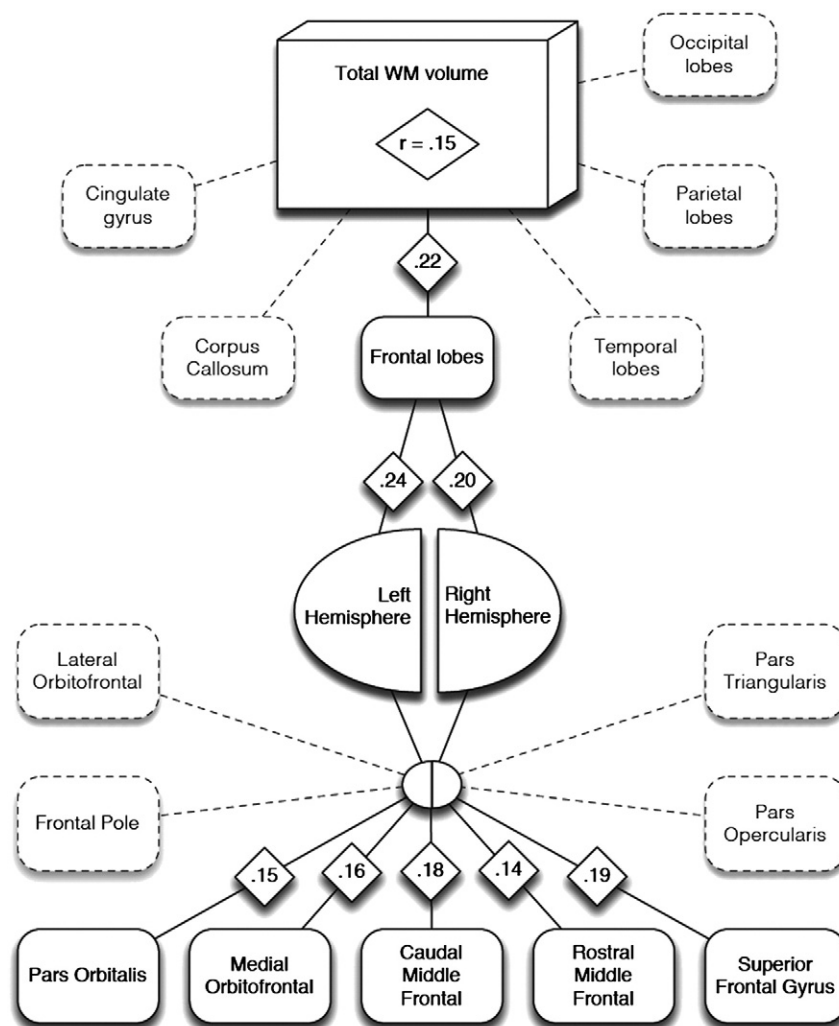 Occipital
lobes
Total WM volume
r = .15
Cingulate
gyrus
Parietal
lobes
.22
Corpus
Callosum
Frontal lobes
Temporal
lobes
.24
.20
Left
Hemisphere
Right
Hemisphere
Lateral
Orbitofrontal
Pars
Triangularis
Frontal Pole
Pars
Opercularis
.15
.16
.18
.14
.19
Pars Orbitalis
Medial
Orbitofrontal
Caudal
Middle
Frontal
Rostral
Middle
Frontal
Superior
Frontal Gyrus